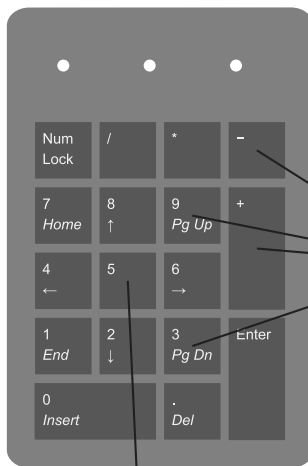 Num
Lock
/
*
-
7
Home
8
↑
9
Pg Up
+
4
←
5
6
→
1
End
2
↓
3
Pg Dn
Enter
0
Insert
.
Del